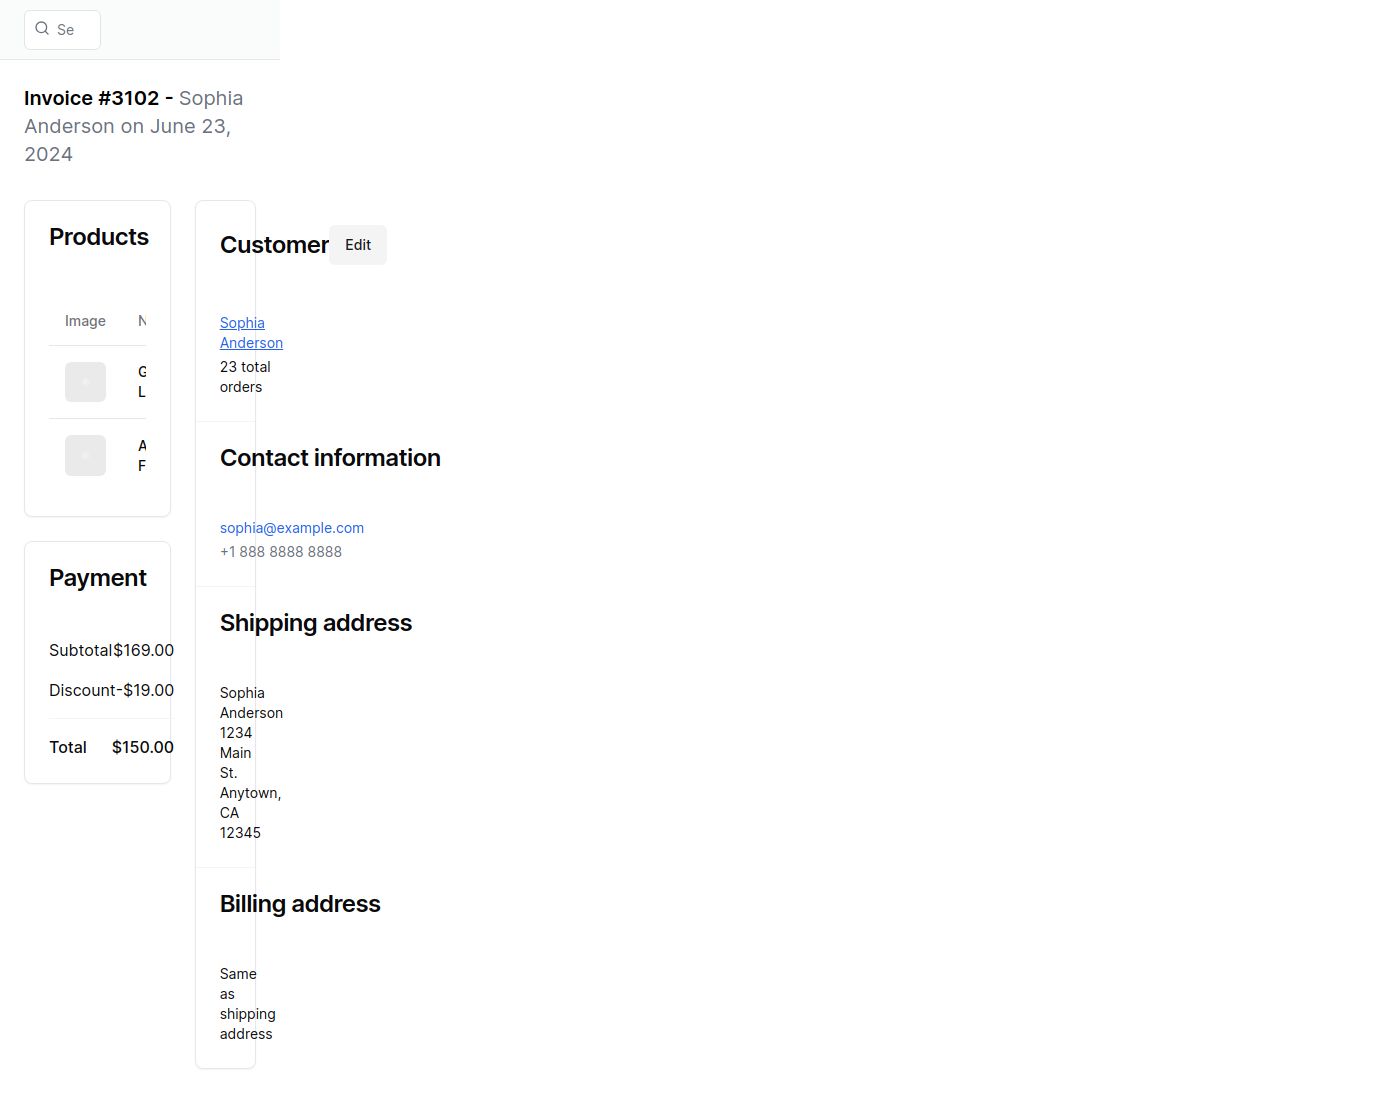 Se
Invoice #3102 - Sophia
Anderson on June 23,
2024
Products
Image N
G
L
A
F
Payment
Subtotal $169.00
Discount -$19.00
Total $150.00
Customer Edit
Sophia
Anderson
23 total
orders
Contact information
sophia@example.com
+1 888 8888 8888
Shipping address
Sophia
Anderson
1234
Main
St.
Anytown,
CA
12345
Billing address
Same
as
shipping
address